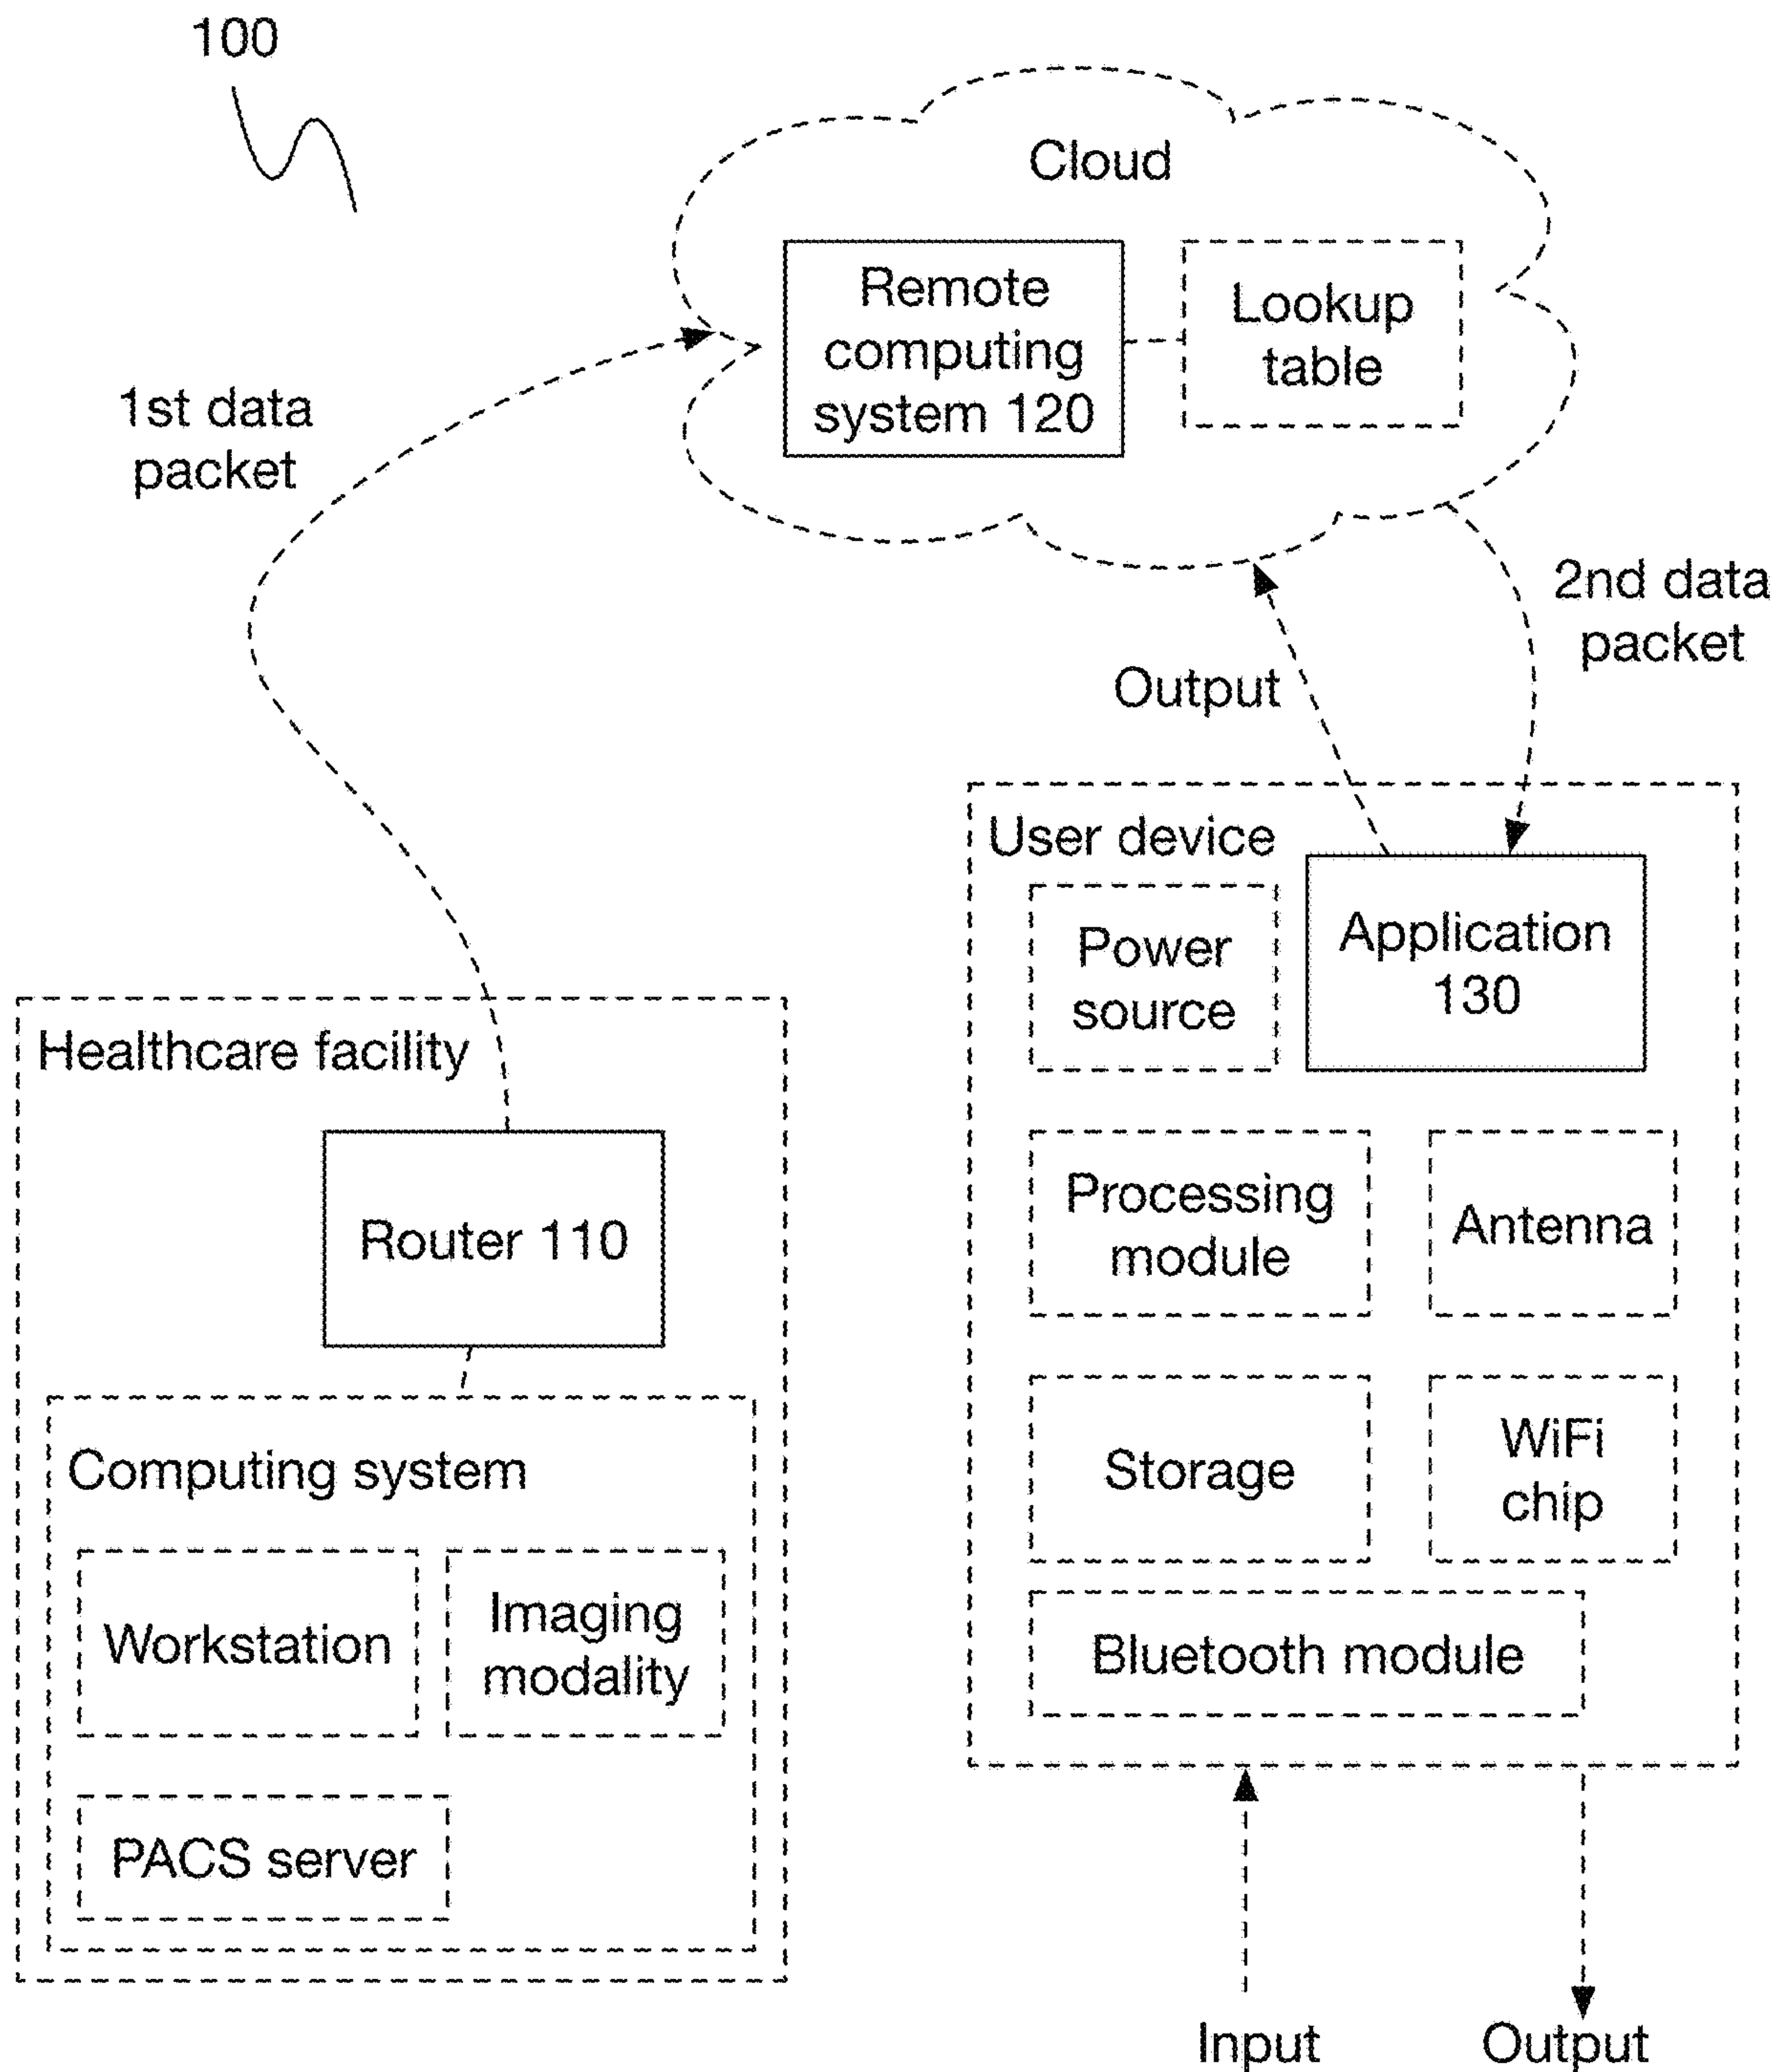 100
Cloud
Remote
computing
system 120
Lookup
table
1st data
packet
2nd data
packet
Output
User device
Power
source
Application
130
Healthcare facility
Router 110
Processing
module
Antenna
Computing system
Storage
WiFi
chip
Workstation
Imaging
modality
Bluetooth module
PACS server
Input
Output